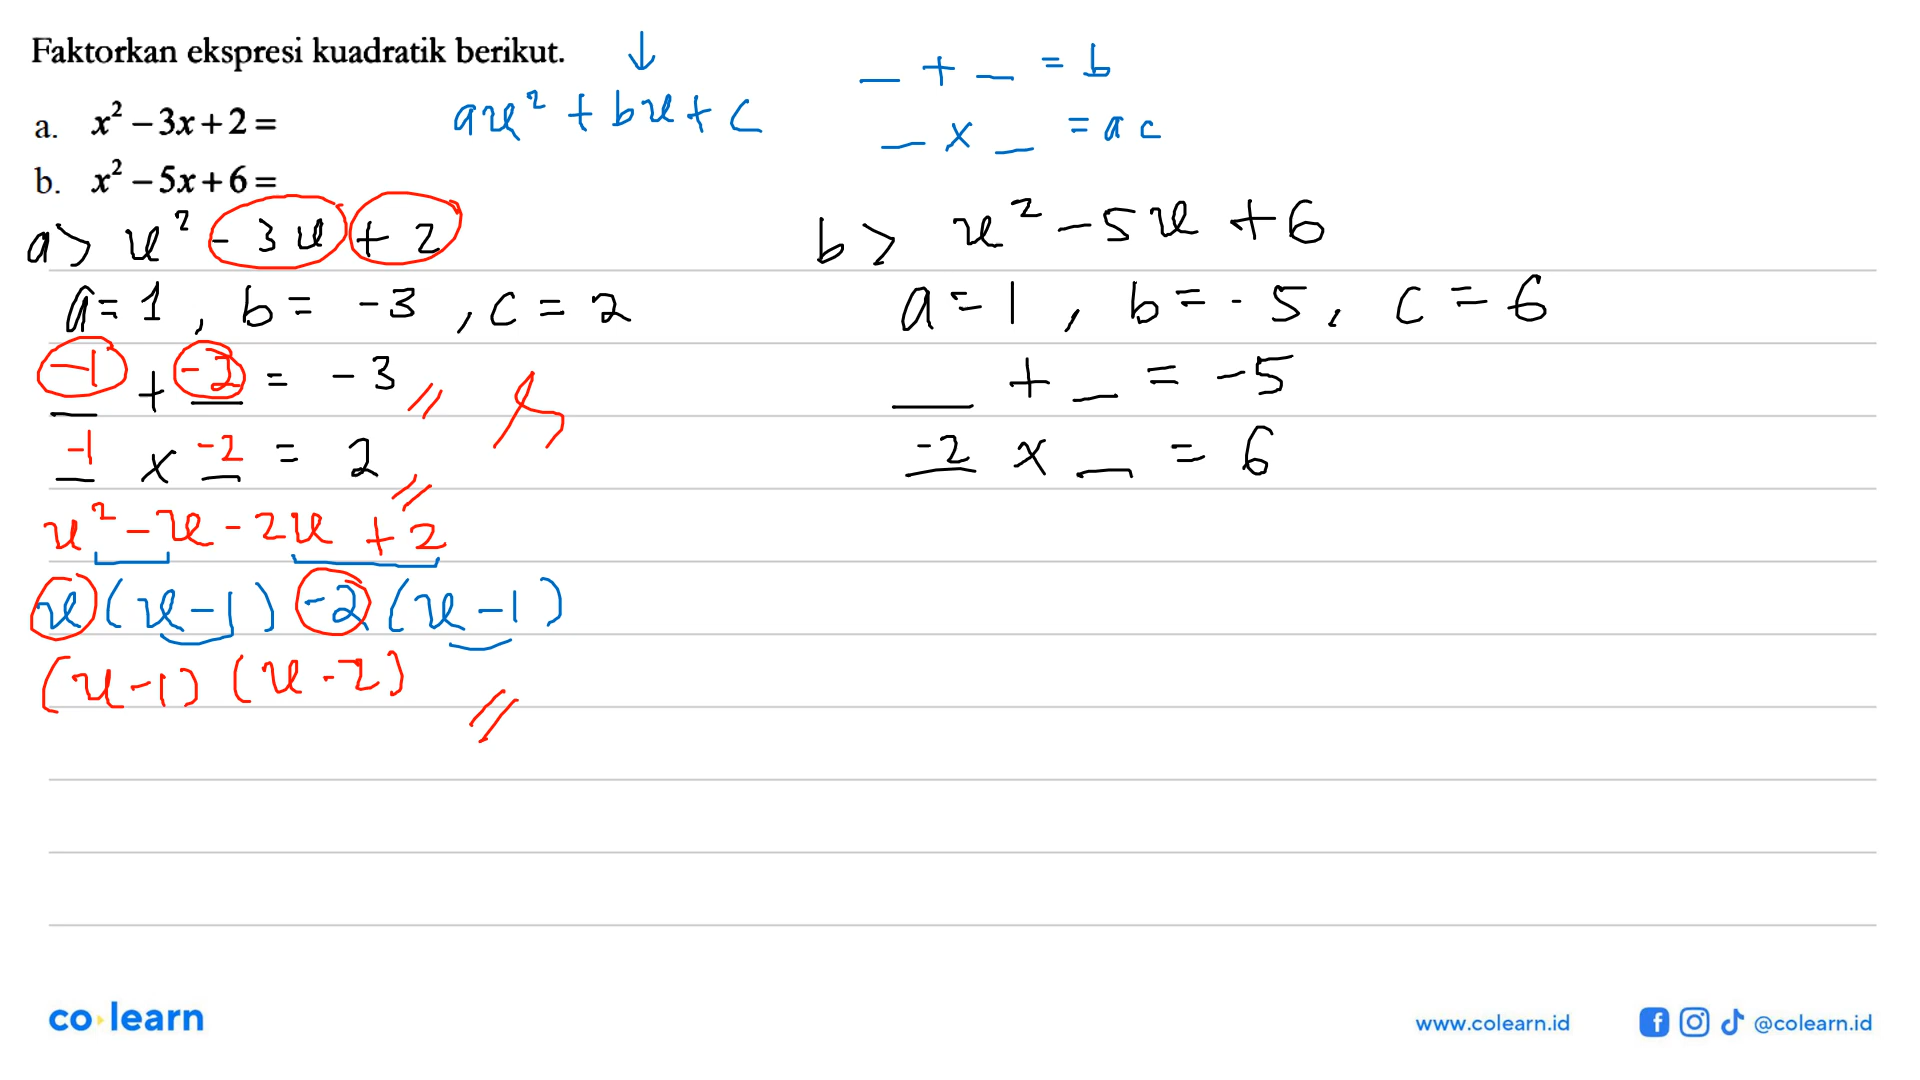 Faktorkan ekspresi kuadratik berikut.
a. x² - 3x + 2 =
b. x² - 5x + 6 =
↓
ax² + bx + c
_ + _ = b
_ x _ = ac
a> x² - 3x + 2
a = 1, b = -3, c = 2
-1 + -2 = -3 //
-1 x -2 = 2 //
x² - x - 2x + 2
x(x - 1) -2(x - 1)
(x - 1) (x - 2) //
b> x² - 5x + 6
a = 1, b = -5, c = 6
_ + _ = -5
-2 x _ = 6
co learn
www.colearn.id
@colearn.id